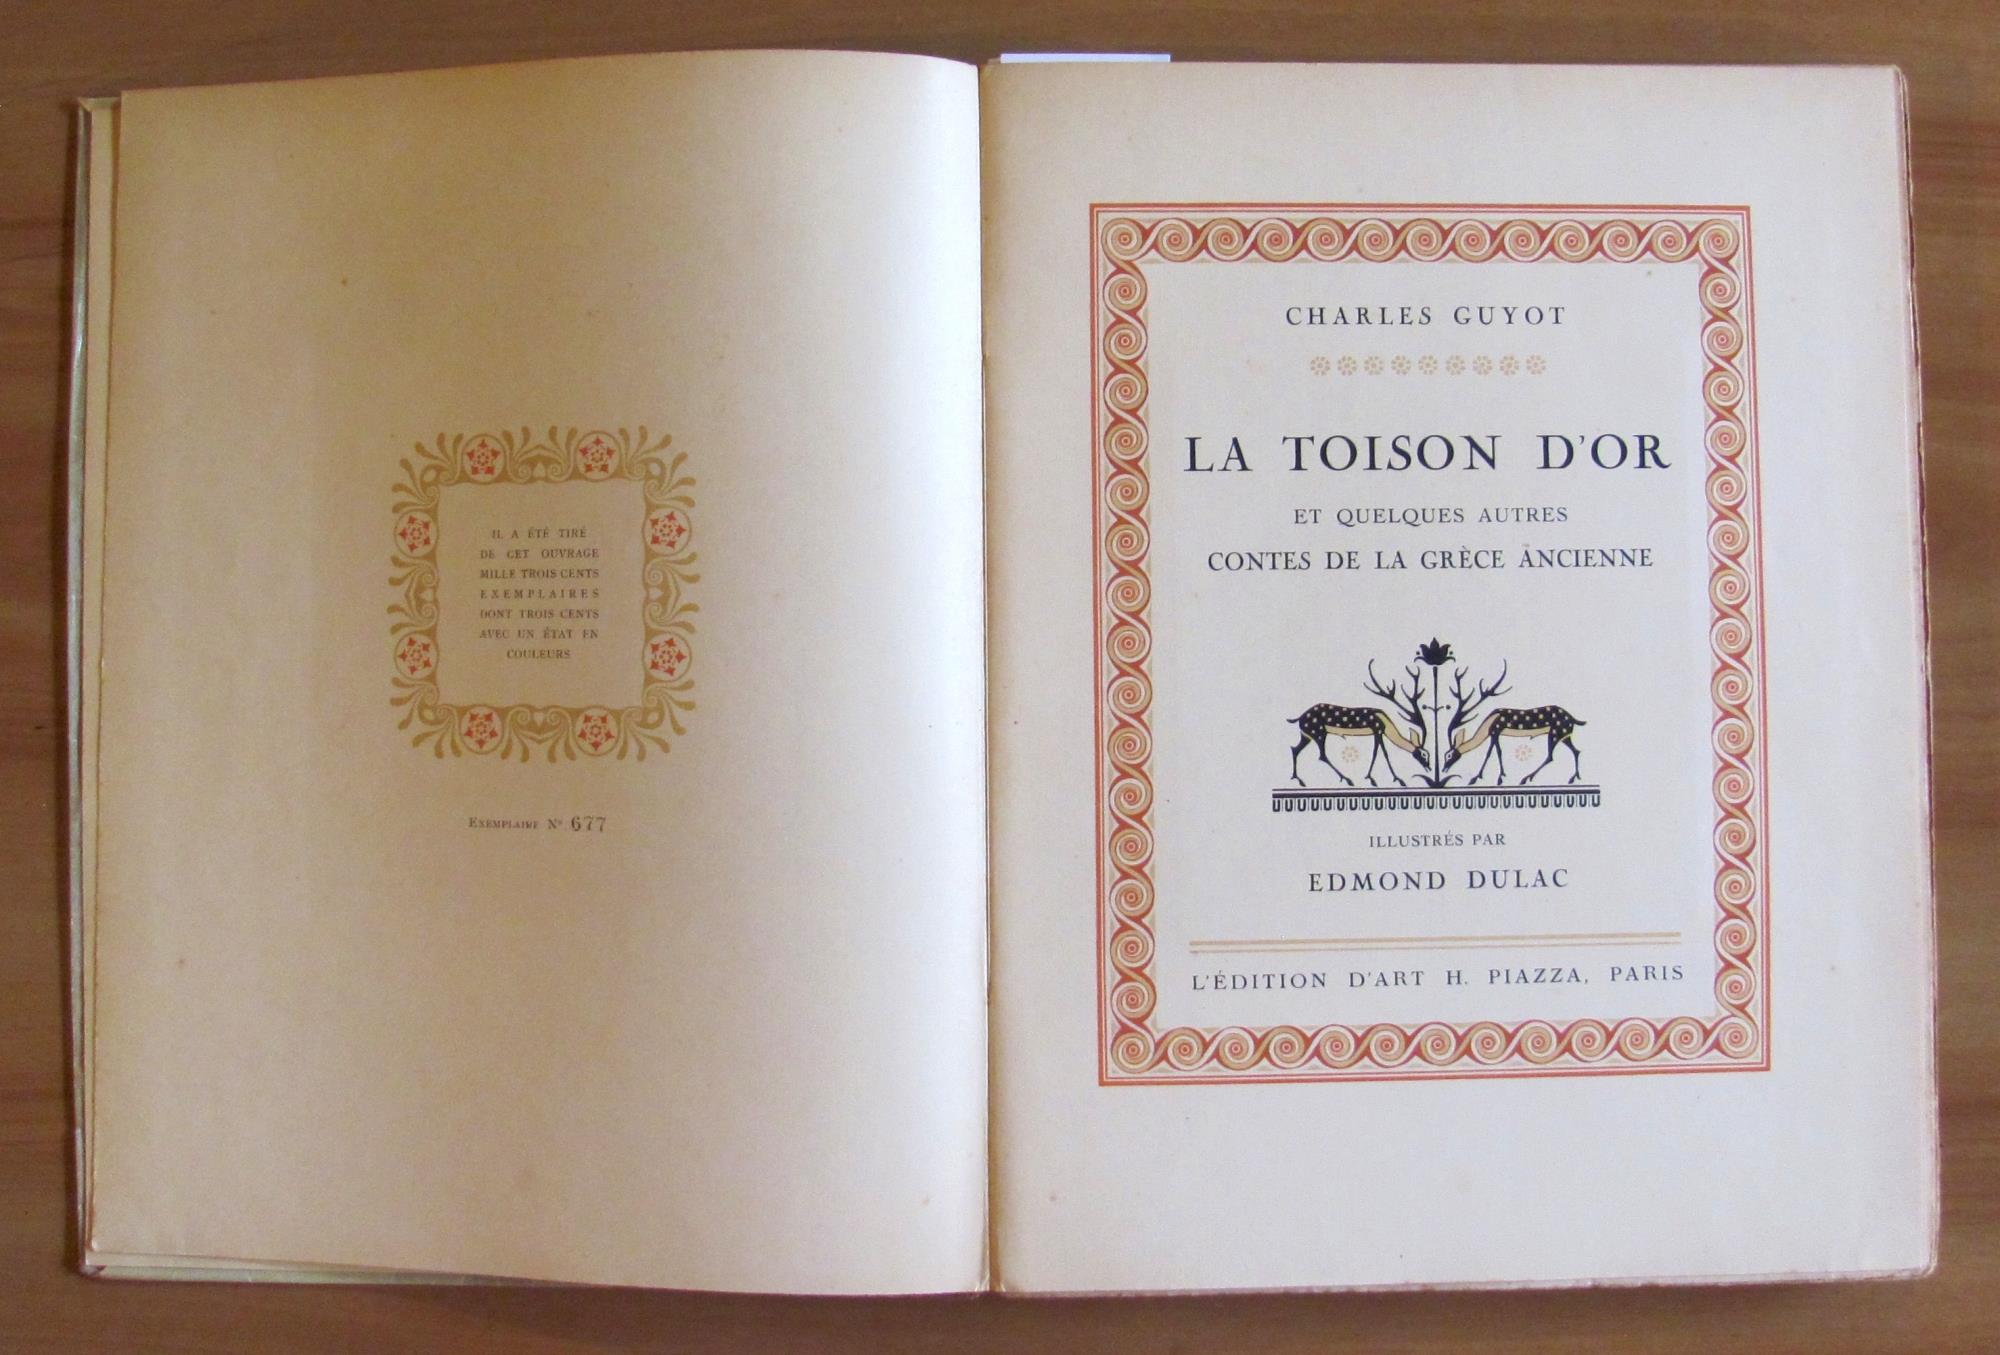 IL A ÉTÉ TIRÉ
DE CET OUVRAGE
MILLE TROIS CENTS
EXEMPLAIRES
DONT TROIS CENTS
AVEC UN ÉTAT EN
COULEURS
EXEMPLAIRE Nº 677
CHARLES GUYOT
LA TOISON D'OR
ET QUELQUES AUTRES
CONTES DE LA GRÈCE ANCIENNE
ILLUSTRÉS PAR
EDMOND DULAC
L'ÉDITION D'ART H. PIAZZA, PARIS